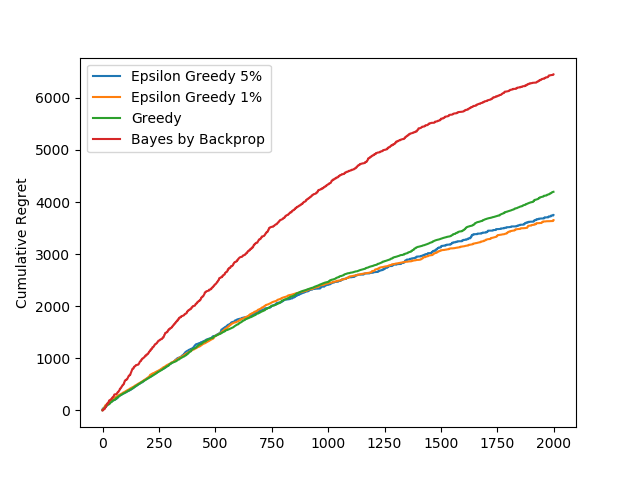 Epsilon Greedy 5%
Epsilon Greedy 1%
Greedy
Bayes by Backprop
Cumulative Regret
6000
5000
4000
3000
2000
1000
0
0 250 500 750 1000 1250 1500 1750 2000